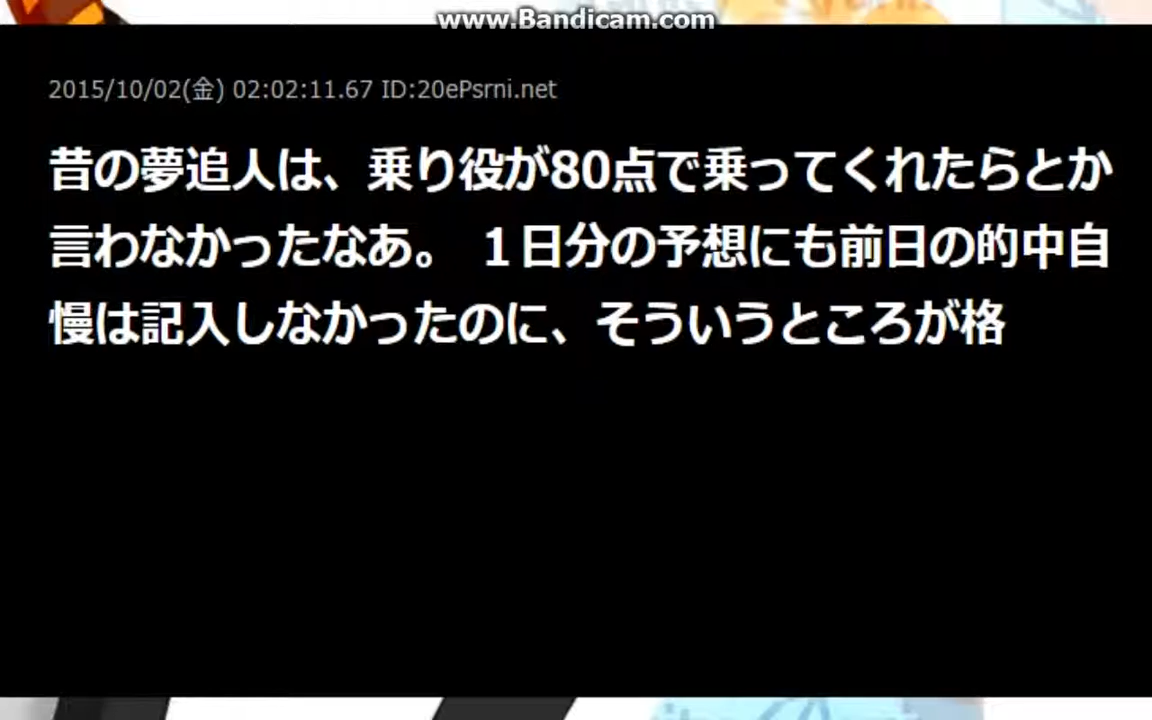 www.Bandicam.com
2015/10/02(金) 02:02:11.67 ID:20ePsrni.net
昔の夢追人は、乗り役が80点で乗ってくれたらとか
言わなかったなあ。 １日分の予想にも前日の的中自
慢は記入しなかったのに、そういうところが格